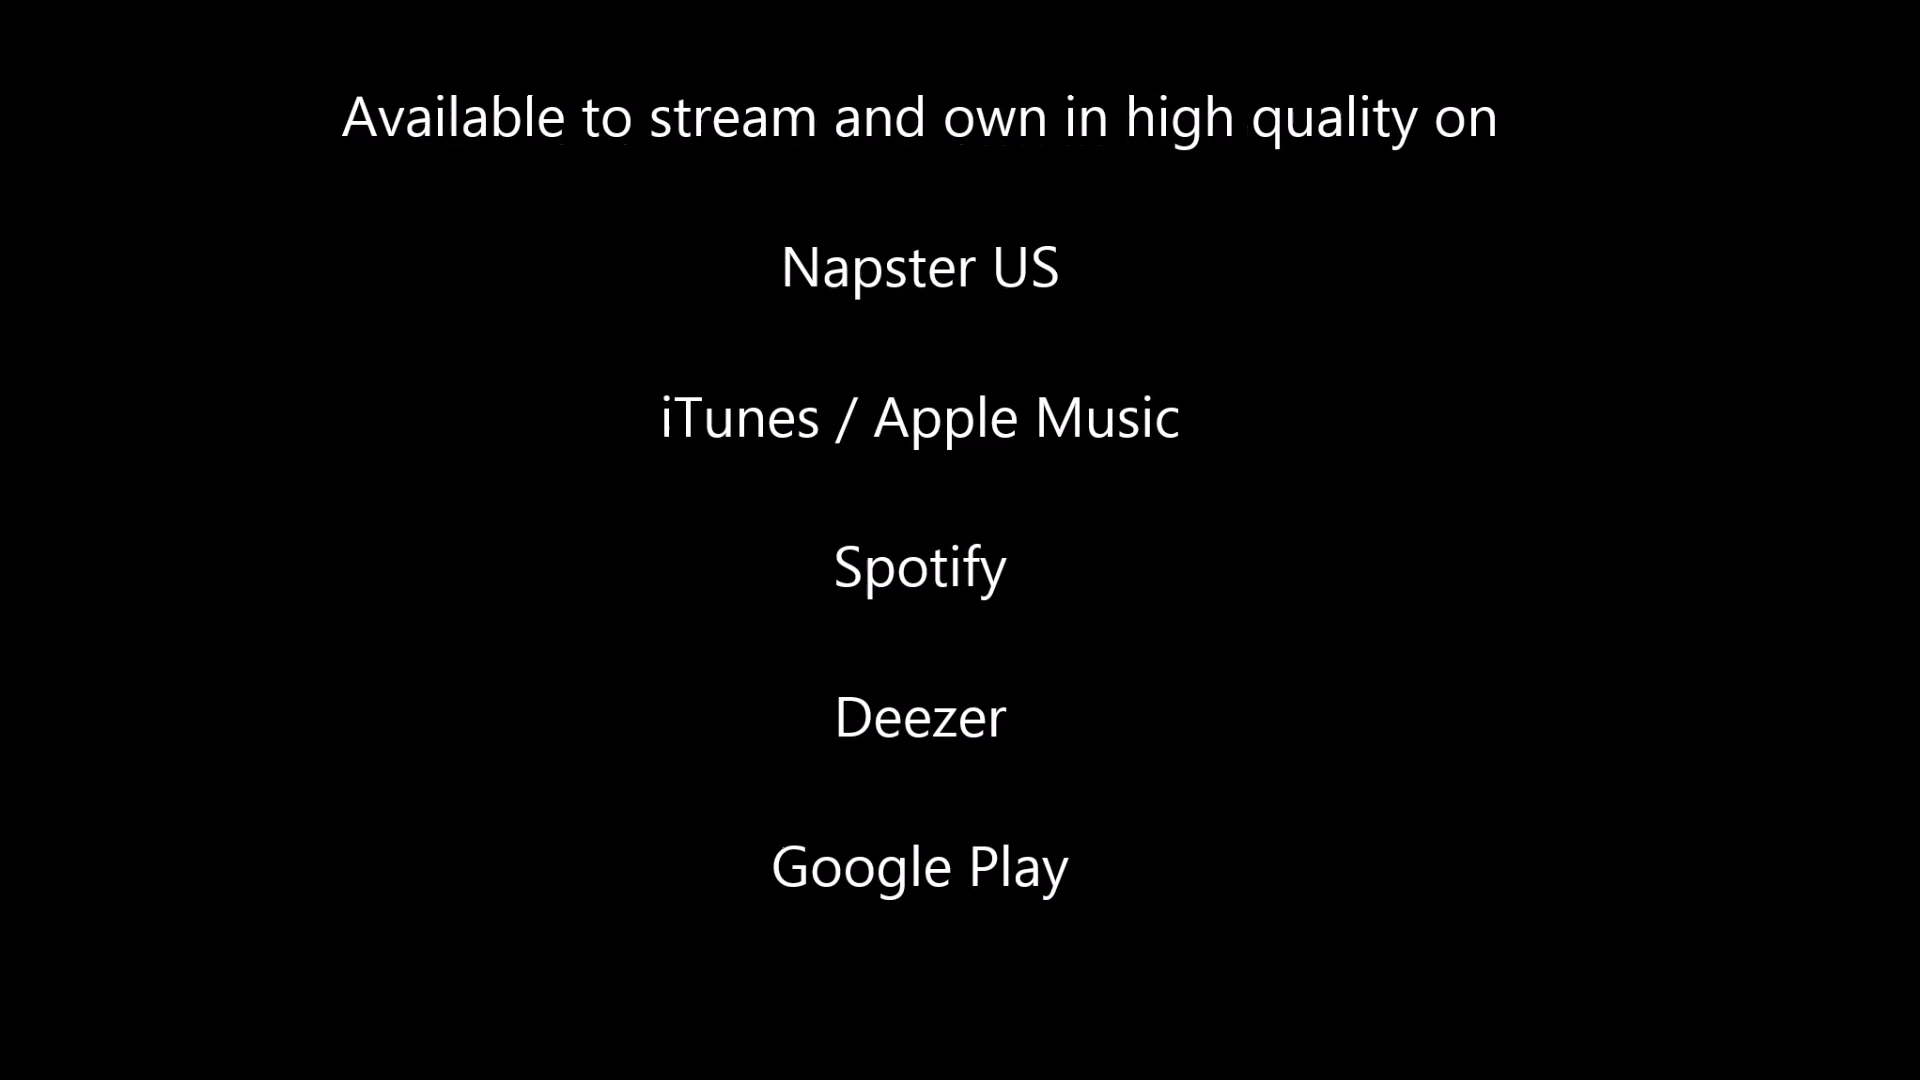 Available to stream and own in high quality on
Napster US
iTunes / Apple Music
Spotify
Deezer
Google Play